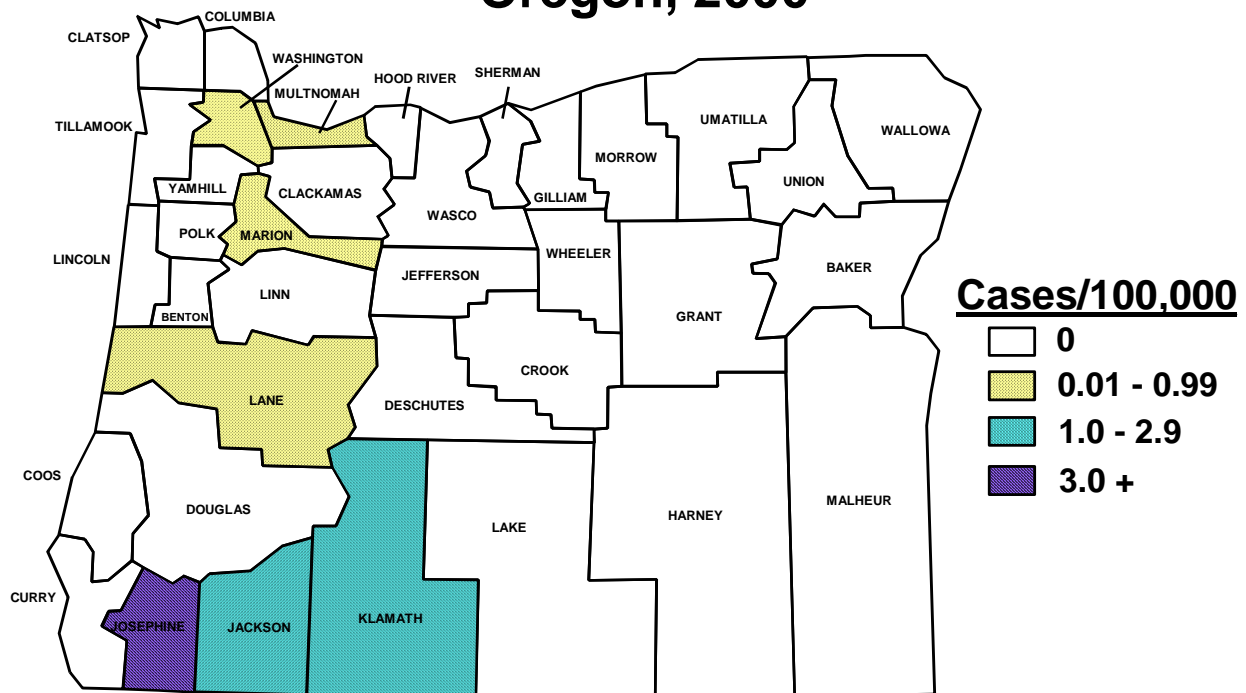 Oregon,
COLUMBIA
CLATSOP
WASHINGTON
HOOD RIVER
SHERMAN
MULTNOMAH
TILLAMOOK
UMATILLA
WALLOWA
MORROW
UNION
YAMHILL
CLACKAMAS
GILLIAM
WASCO
POLK
MARION
WHEELER
LINCOLN
JEFFERSON
BAKER
LINN
BENTON
GRANT
CROOK
LANE
DESCHUTES
COOS
DOUGLAS
LAKE
HARNEY
MALHEUR
CURRY
JOSEPHINE
JACKSON
KLAMATH
Cases/100,000
0
0.01 - 0.99
1.0 - 2.9
3.0 +